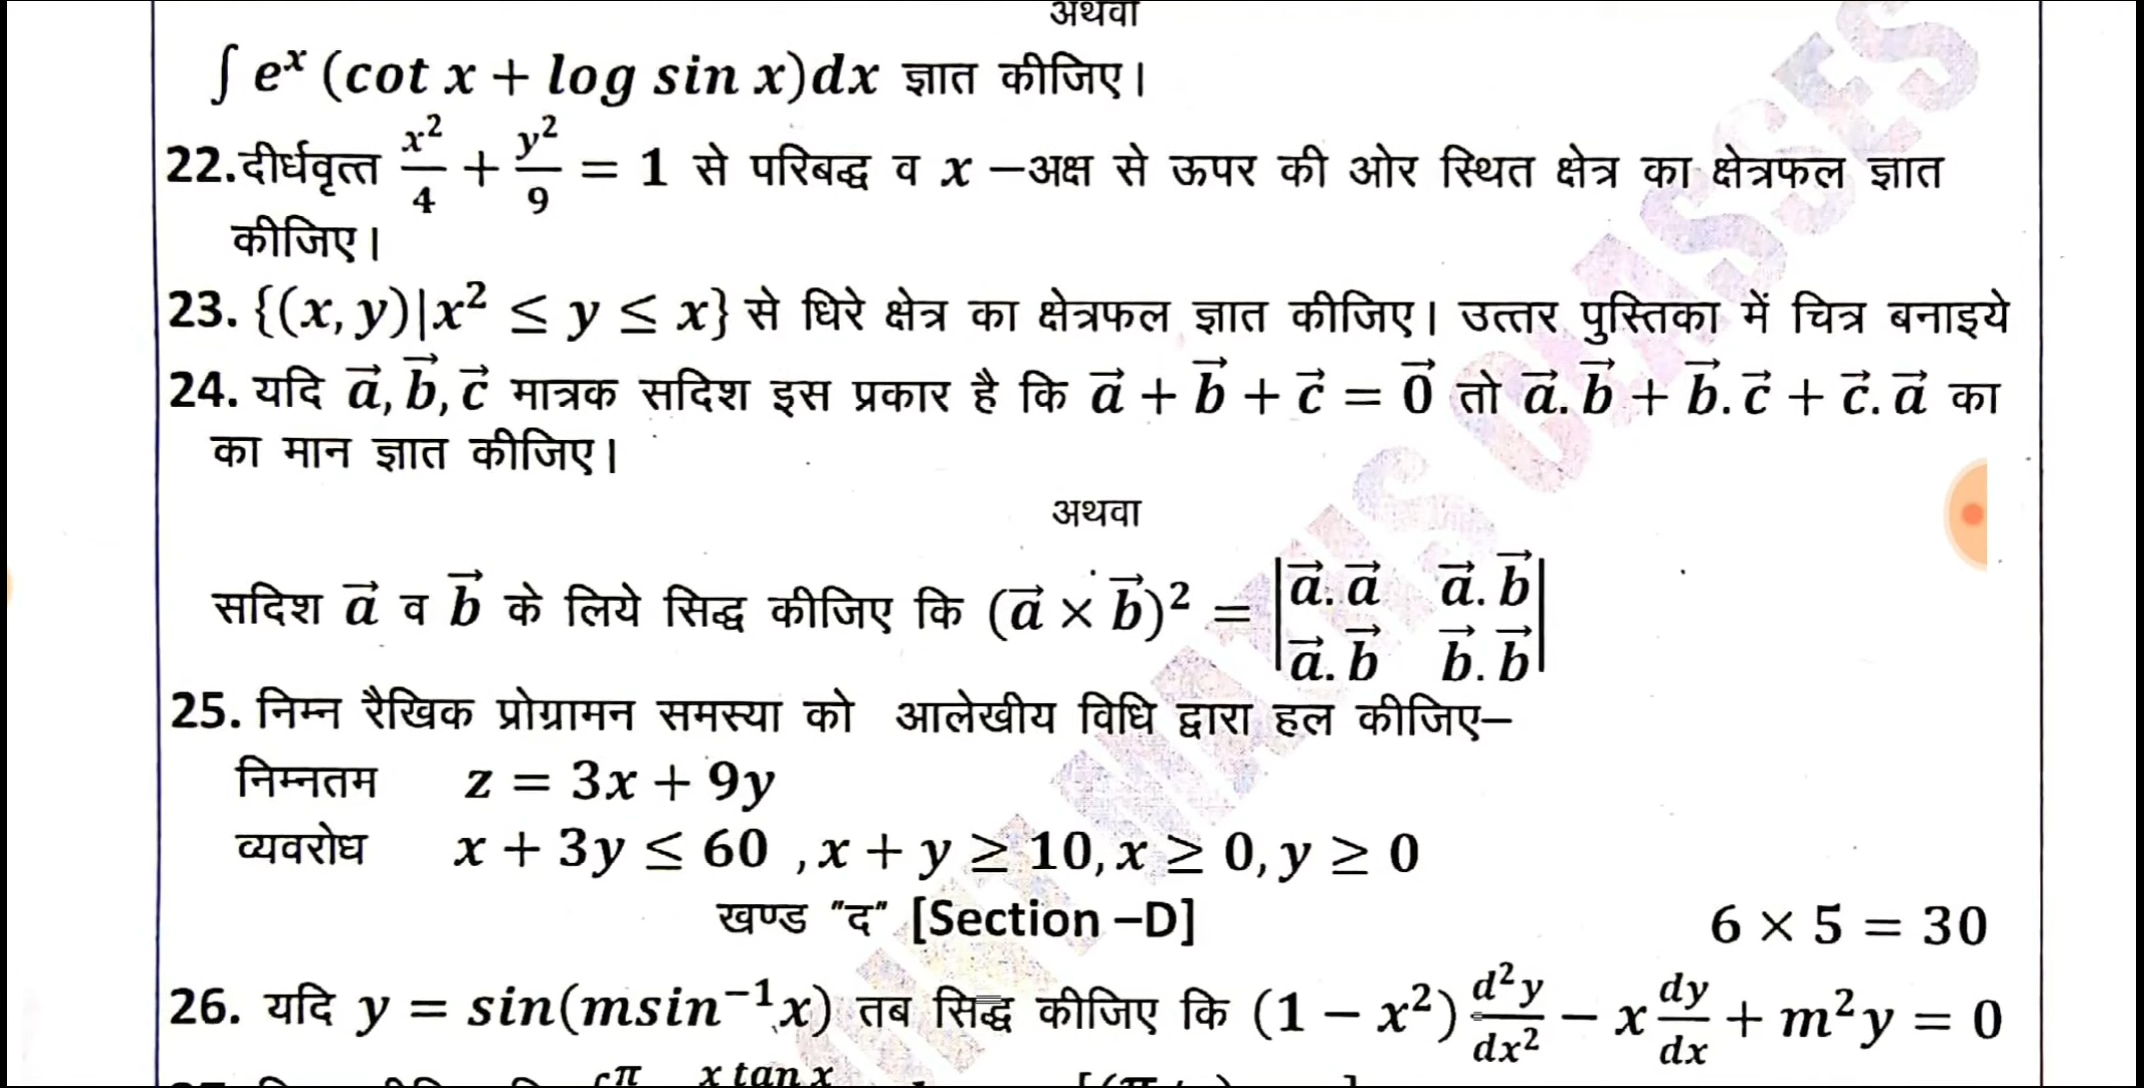 अथवा
∫ eˣ (cot x + log sin x)dx ज्ञात कीजिए।
22.दीर्धवृत्त x²/4 + y²/9 = 1 से परिबद्ध व x –अक्ष से ऊपर की ओर स्थित क्षेत्र का क्षेत्रफल ज्ञात
कीजिए।
23. {(x, y)|x² ≤ y ≤ x} से धिरे क्षेत्र का क्षेत्रफल ज्ञात कीजिए। उत्तर पुस्तिका में चित्र बनाइये
24. यदि a⃗, b⃗, c⃗ मात्रक सदिश इस प्रकार है कि a⃗ + b⃗ + c⃗ = 0⃗ तो a⃗. b⃗ + b⃗. c⃗ + c⃗. a⃗ का
का मान ज्ञात कीजिए।
अथवा
सदिश a⃗ व b⃗ के लिये सिद्ध कीजिए कि (a⃗ × b⃗)² = |a⃗. a⃗ a⃗. b⃗|
|a⃗. b⃗ b⃗. b⃗|
25. निम्न रैखिक प्रोग्रामन समस्या को आलेखीय विधि द्वारा हल कीजिए–
निम्नतम z = 3x + 9y
व्यवरोध x + 3y ≤ 60 , x + y ≥ 10, x ≥ 0, y ≥ 0
खण्ड "द" [Section –D] 6 × 5 = 30
26. यदि y = sin(msin⁻¹x) तब सिद्ध कीजिए कि (1 – x²) d²y/dx² – x dy/dx + m²y = 0
x tan x